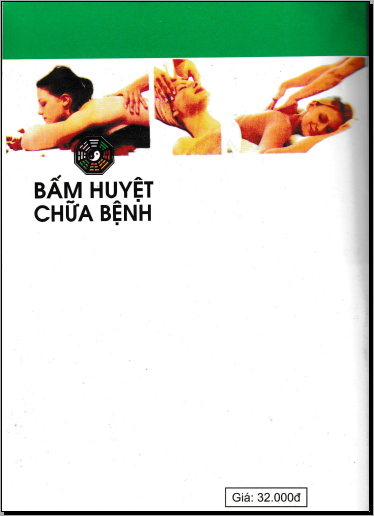 BẤM HUYỆT
CHỮA BỆNH
Giá: 32.000đ